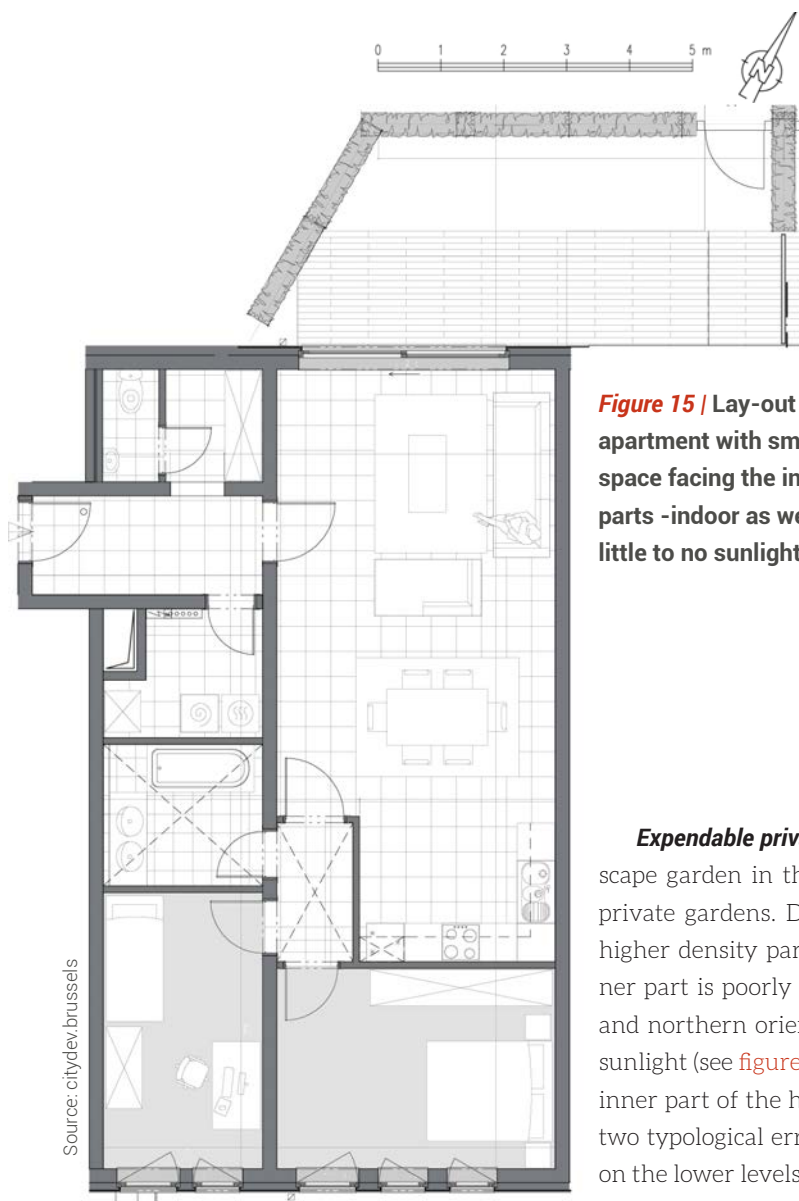 0 1 2 3 4 5 m
N
Figure 15 | Lay-out
apartment with sm
space facing the in
parts -indoor as we
little to no sunlight
Expendable priv
scape garden in th
private gardens. D
higher density par
ner part is poorly
and northern orien
sunlight (see figure
inner part of the h
two typological err
on the lower levels
Source: citydev.brussels